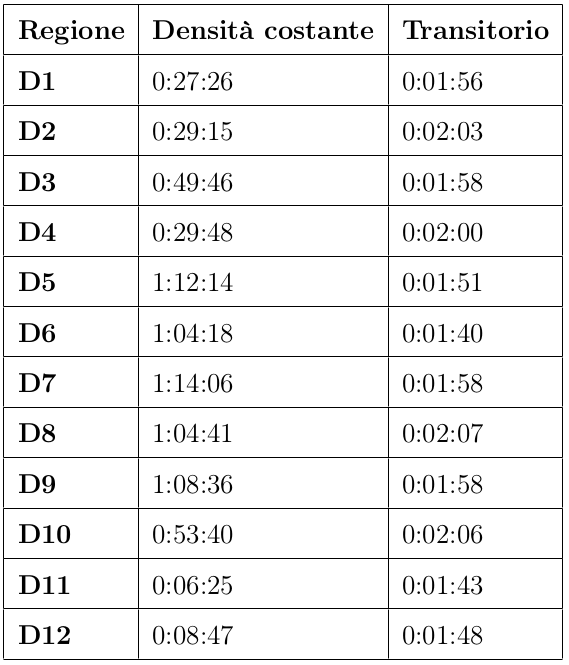 Regione Densità costante Transitorio
D1 0:27:26 0:01:56
D2 0:29:15 0:02:03
D3 0:49:46 0:01:58
D4 0:29:48 0:02:00
D5 1:12:14 0:01:51
D6 1:04:18 0:01:40
D7 1:14:06 0:01:58
D8 1:04:41 0:02:07
D9 1:08:36 0:01:58
D10 0:53:40 0:02:06
D11 0:06:25 0:01:43
D12 0:08:47 0:01:48